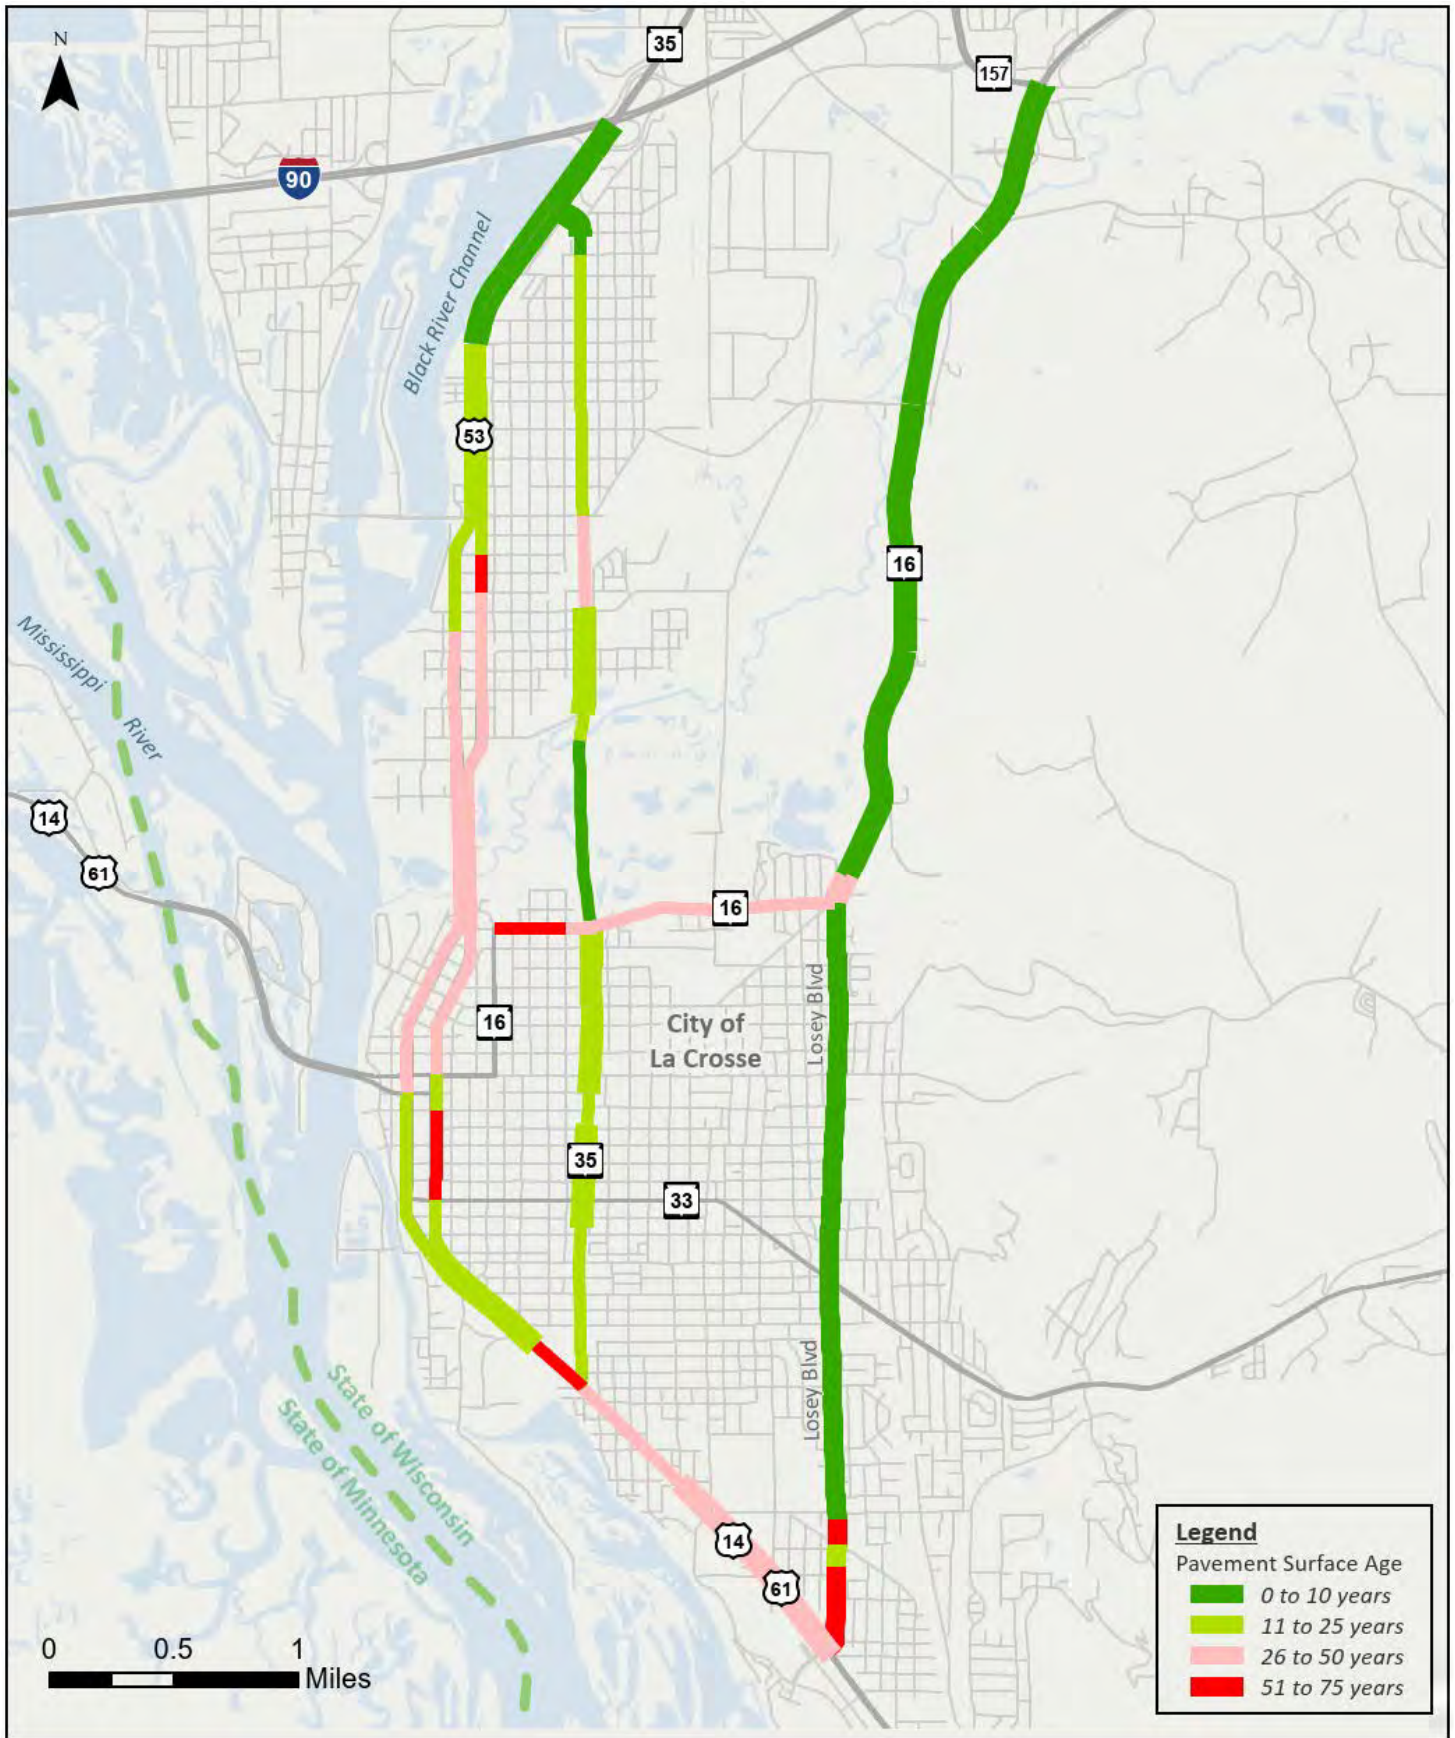 N
35
157
90
Black River Channel
53
16
Mississippi
River
14
61
16
16
City of
La Crosse
Losey Blvd
35
33
Losey Blvd
State of Wisconsin
State of Minnesota
14
61
Legend
Pavement Surface Age
0 to 10 years
11 to 25 years
26 to 50 years
51 to 75 years
0 0.5 1
Miles